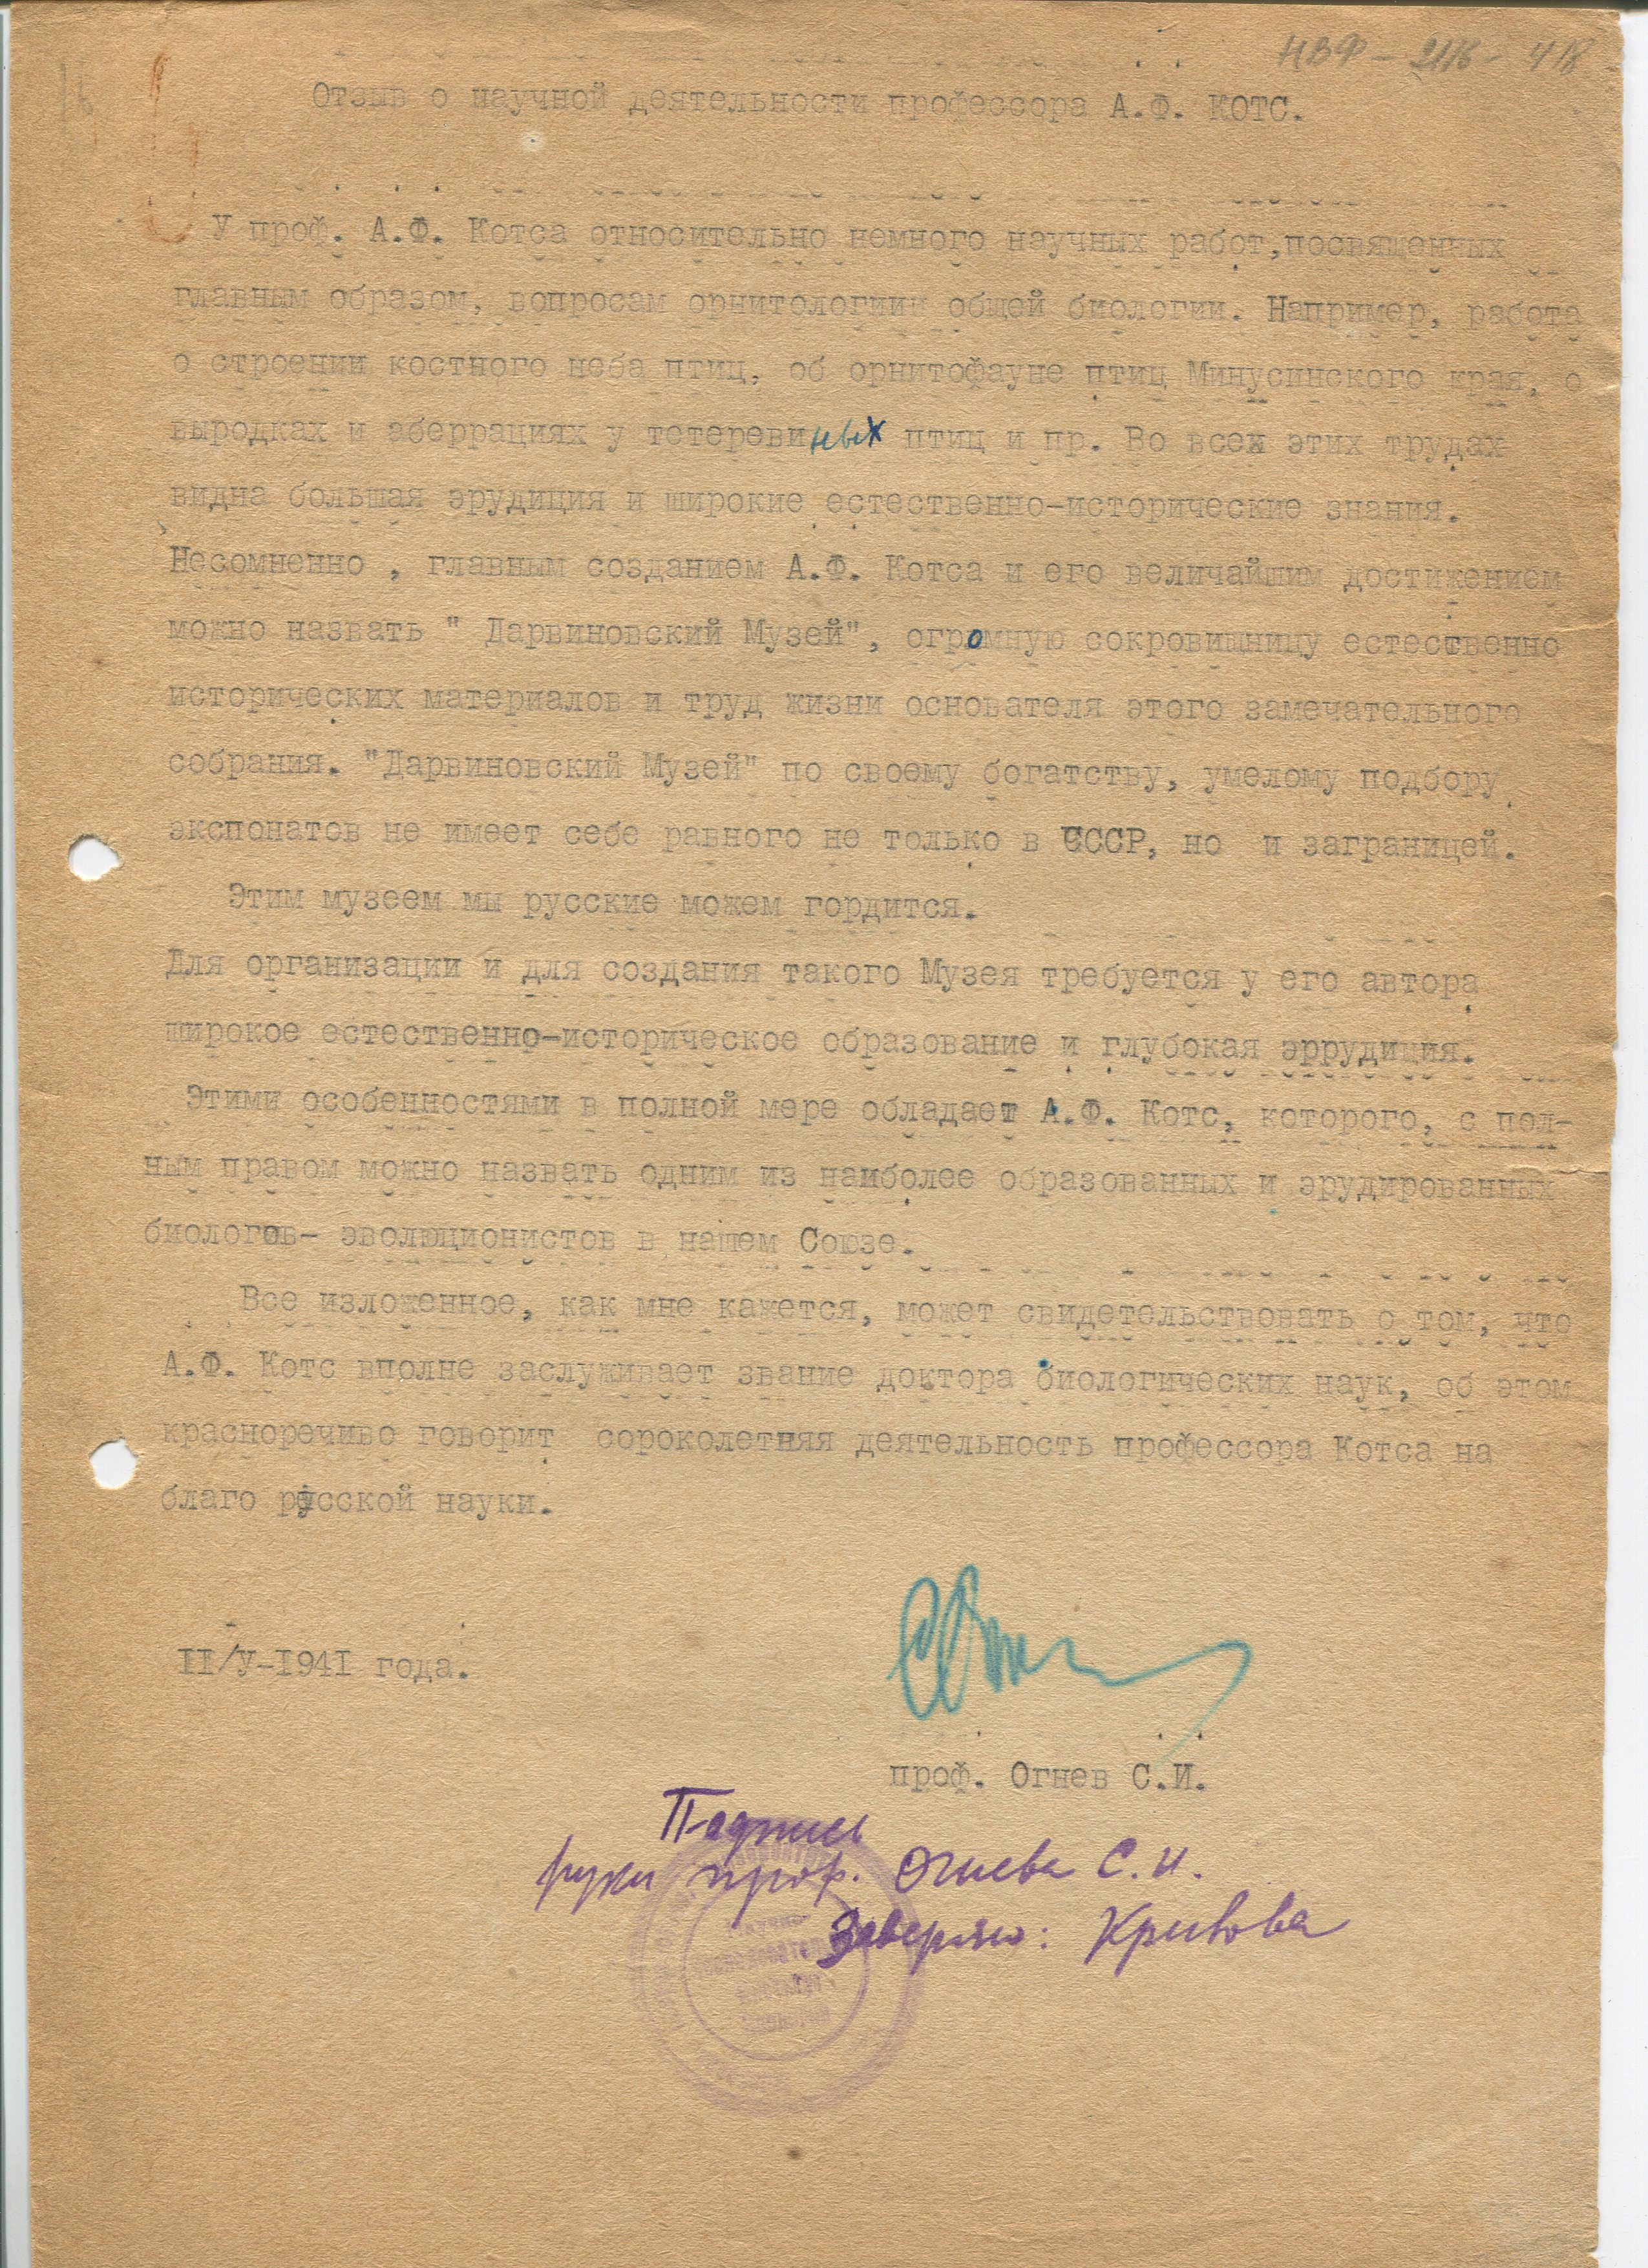 НВФ - 2116 - 418
Отзыв о научной деятельности профессора А.Ф. КОТС.
У проф. А.Ф. Котса относительно немного научных работ,посвященных
главным образом, вопросам орнитологиии общей биологии. Например, работа
о строении костного неба птиц, об орнитофауне птиц Минусинского края, о
выродках и аберрациях у тетеревиных птиц и пр. Во всех этих трудах
видна большая эрудиция и широкие естественно-исторические знания.
Несомненно , главным созданием А.Ф. Котса и его величайшим достижением
можно назвать " Дарвиновский Музей", огромную сокровищницу естественно
исторических материалов и труд жизни основателя этого замечательного
собрания. "Дарвиновский Музей" по своему богатству, умелому подбору
экспонатов не имеет себе равного не только в СССР, но и заграницей.
Этим музеем мы русские можем гордится.
Для организации и для создания такого Музея требуется у его автора
широкое естественно-историческое образование и глубокая эррудиция.
Этими особенностями в полной мере обладает А.Ф. Котс, которого, с пол-
ным правом можно назвать одним из наиболее образованных и эрудированных
биологов- эволюционистов в нашем Союзе.
Все изложенное, как мне кажется, может свидетельствовать о том, что
А.Ф. Котс вполне заслуживает звание доктора биологических наук, об этом
красноречиво говорит сороколетняя деятельность профессора Котса на
благо русской науки.
II/У-I94I года.
проф. Огнев С.И.
Подпись
руки проф. Огнева С.И.
Заверяю: Кривова